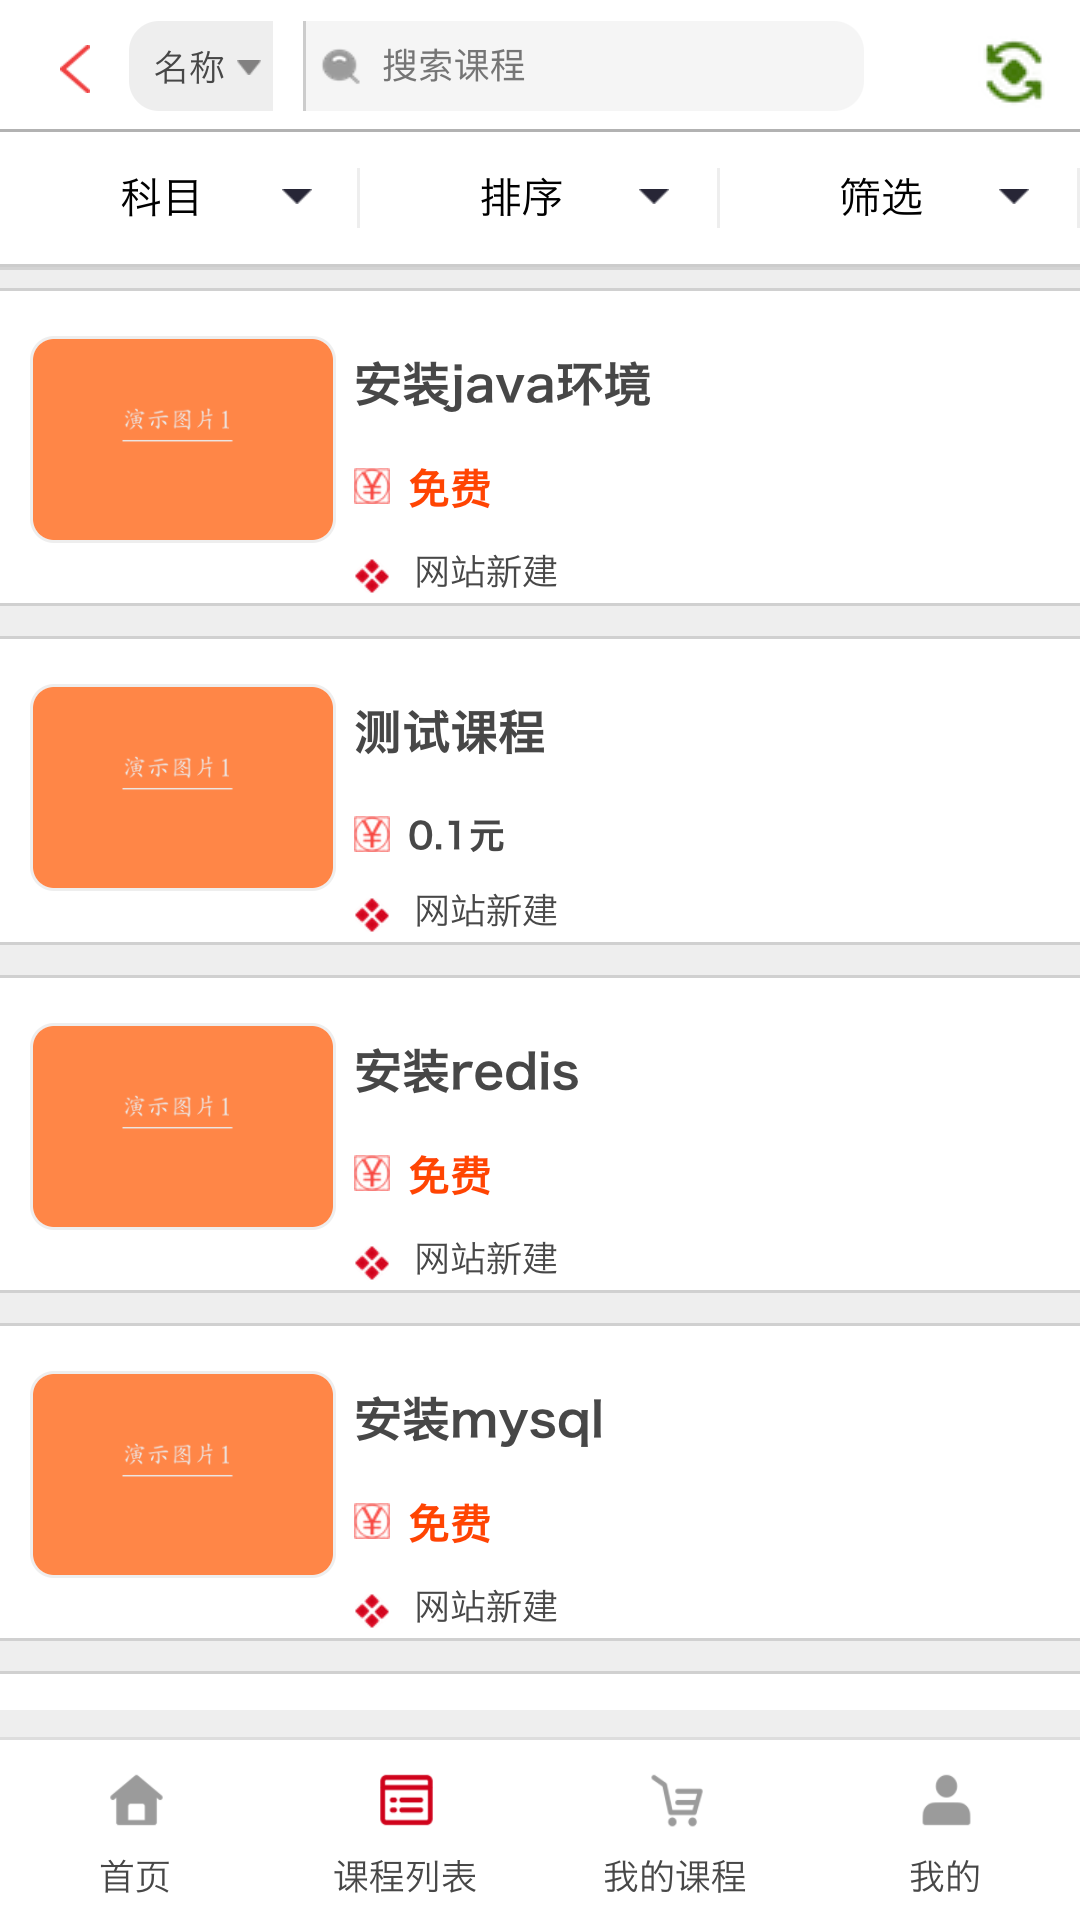 名称 搜索课程
科目 排序 筛选
演示图片1
安装java环境
免费
网站新建
演示图片1
测试课程
0.1元
网站新建
演示图片1
安装redis
免费
网站新建
演示图片1
安装mysql
免费
网站新建
首页 课程列表 我的课程 我的